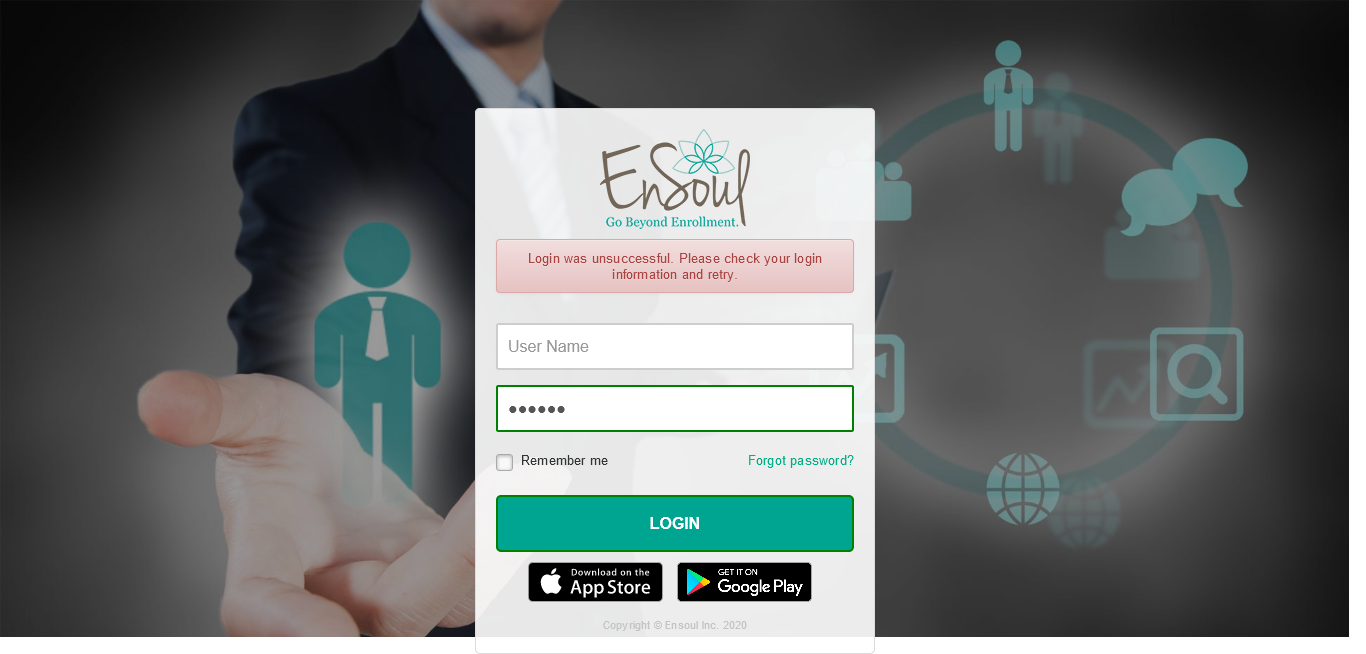 EnSoul
Go Beyond Enrollment.
Login was unsuccessful. Please check your login
information and retry.
User Name
••••••
Remember me
Forgot password?
LOGIN
Download on the
App Store
GET IT ON
Google Play
Copyright © Ensoul Inc. 2020